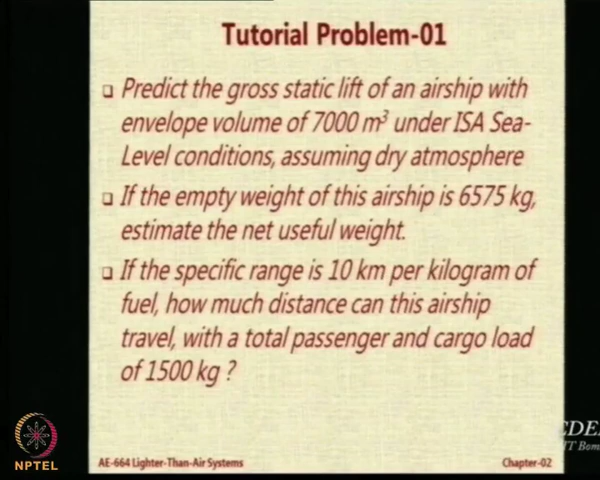 Tutorial Problem-01
❑ Predict the gross static lift of an airship with
envelope volume of 7000 m³ under ISA Sea-
Level conditions, assuming dry atmosphere
❑ If the empty weight of this airship is 6575 kg,
estimate the net useful weight.
❑ If the specific range is 10 km per kilogram of
fuel, how much distance can this airship
travel, with a total passenger and cargo load
of 1500 kg ?
NPTEL
AE-664 Lighter-Than-Air Systems
Chapter-02